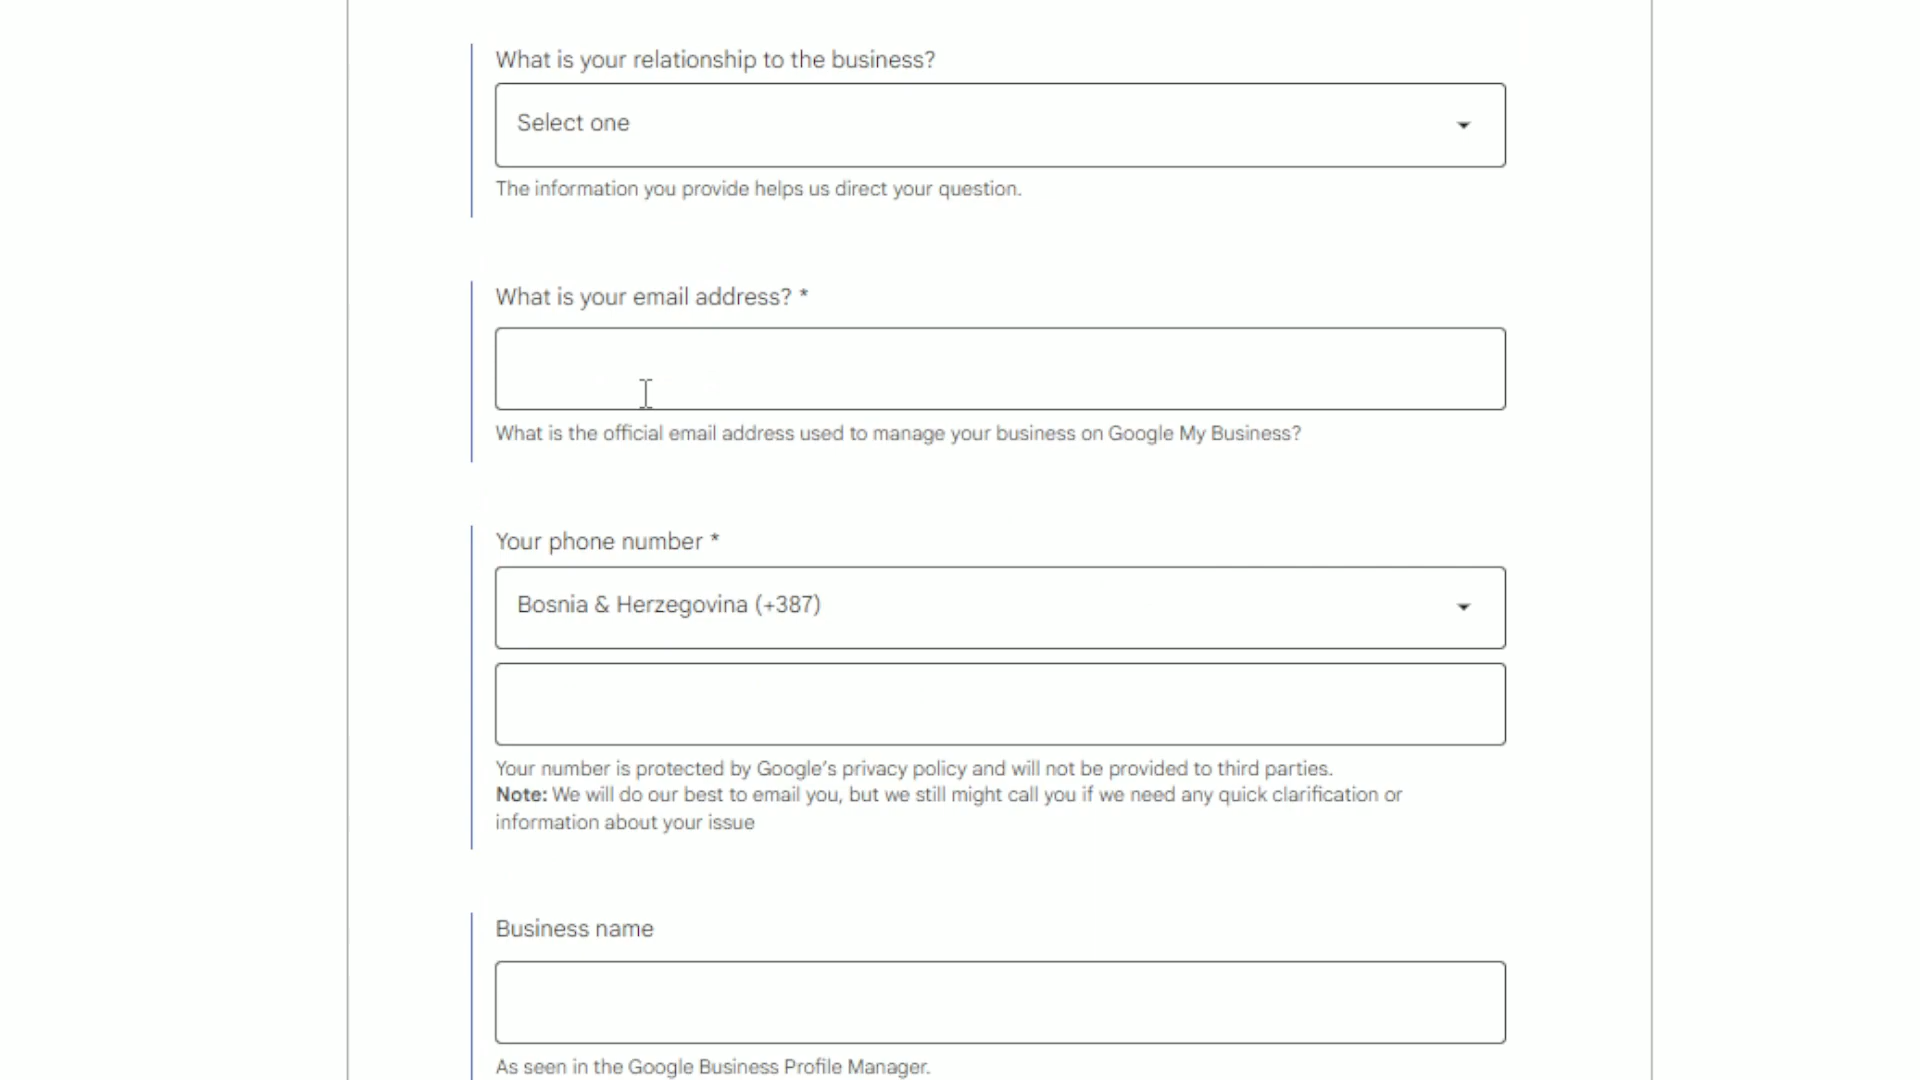 What is your relationship to the business?
Select one
The information you provide helps us direct your question.
What is your email address? *
What is the official email address used to manage your business on Google My Business?
Your phone number *
Bosnia & Herzegovina (+387)
Your number is protected by Google's privacy policy and will not be provided to third parties.
Note: We will do our best to email you, but we still might call you if we need any quick clarification or
information about your issue
Business name
As seen in the Google Business Profile Manager.